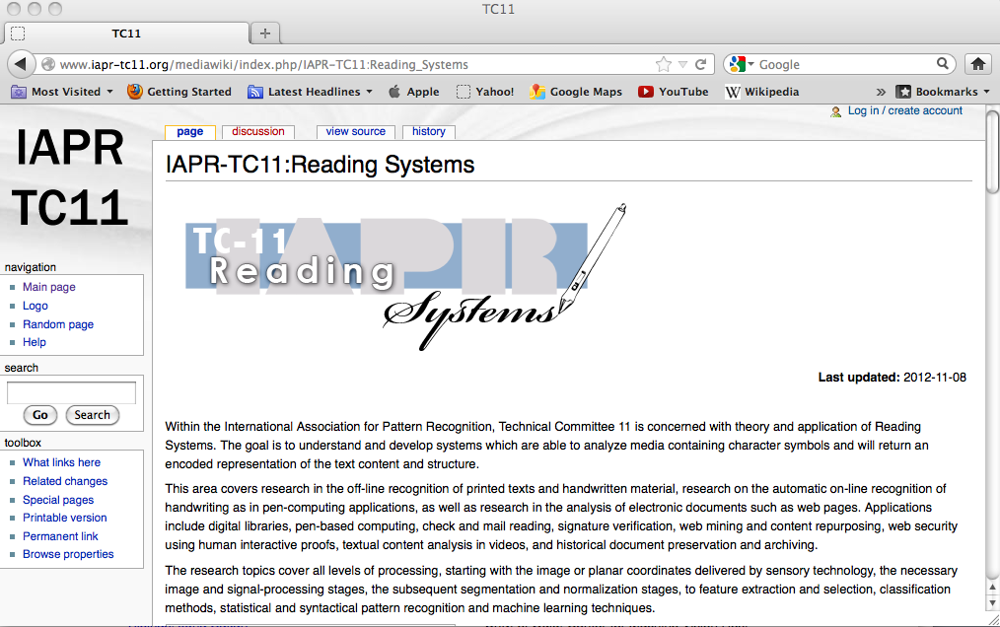 TC11
TC11
www.iapr-tc11.org/mediawiki/index.php/IAPR-TC11:Reading_Systems
Google
Most Visited
Getting Started
Latest Headlines
Apple
Yahoo!
Google Maps
YouTube
W Wikipedia
»
Bookmarks
Log in / create account
IAPR
TC11
page
discussion
view source
history
IAPR-TC11:Reading Systems
IAPR
TC-11
Reading
Systems
navigation
Main page
Logo
Random page
Help
search
Go
Search
toolbox
What links here
Related changes
Special pages
Printable version
Permanent link
Browse properties
Last updated: 2012-11-08
Within the International Association for Pattern Recognition, Technical Committee 11 is concerned with theory and application of Reading
Systems. The goal is to understand and develop systems which are able to analyze media containing character symbols and will return an
encoded representation of the text content and structure.
This area covers research in the off-line recognition of printed texts and handwritten material, research on the automatic on-line recognition of
handwriting as in pen-computing applications, as well as research in the analysis of electronic documents such as web pages. Applications
include digital libraries, pen-based computing, check and mail reading, signature verification, web mining and content repurposing, web security
using human interactive proofs, textual content analysis in videos, and historical document preservation and archiving.
The research topics cover all levels of processing, starting with the image or planar coordinates delivered by sensory technology, the necessary
image and signal-processing stages, the subsequent segmentation and normalization stages, to feature extraction and selection, classification
methods, statistical and syntactical pattern recognition and machine learning techniques.